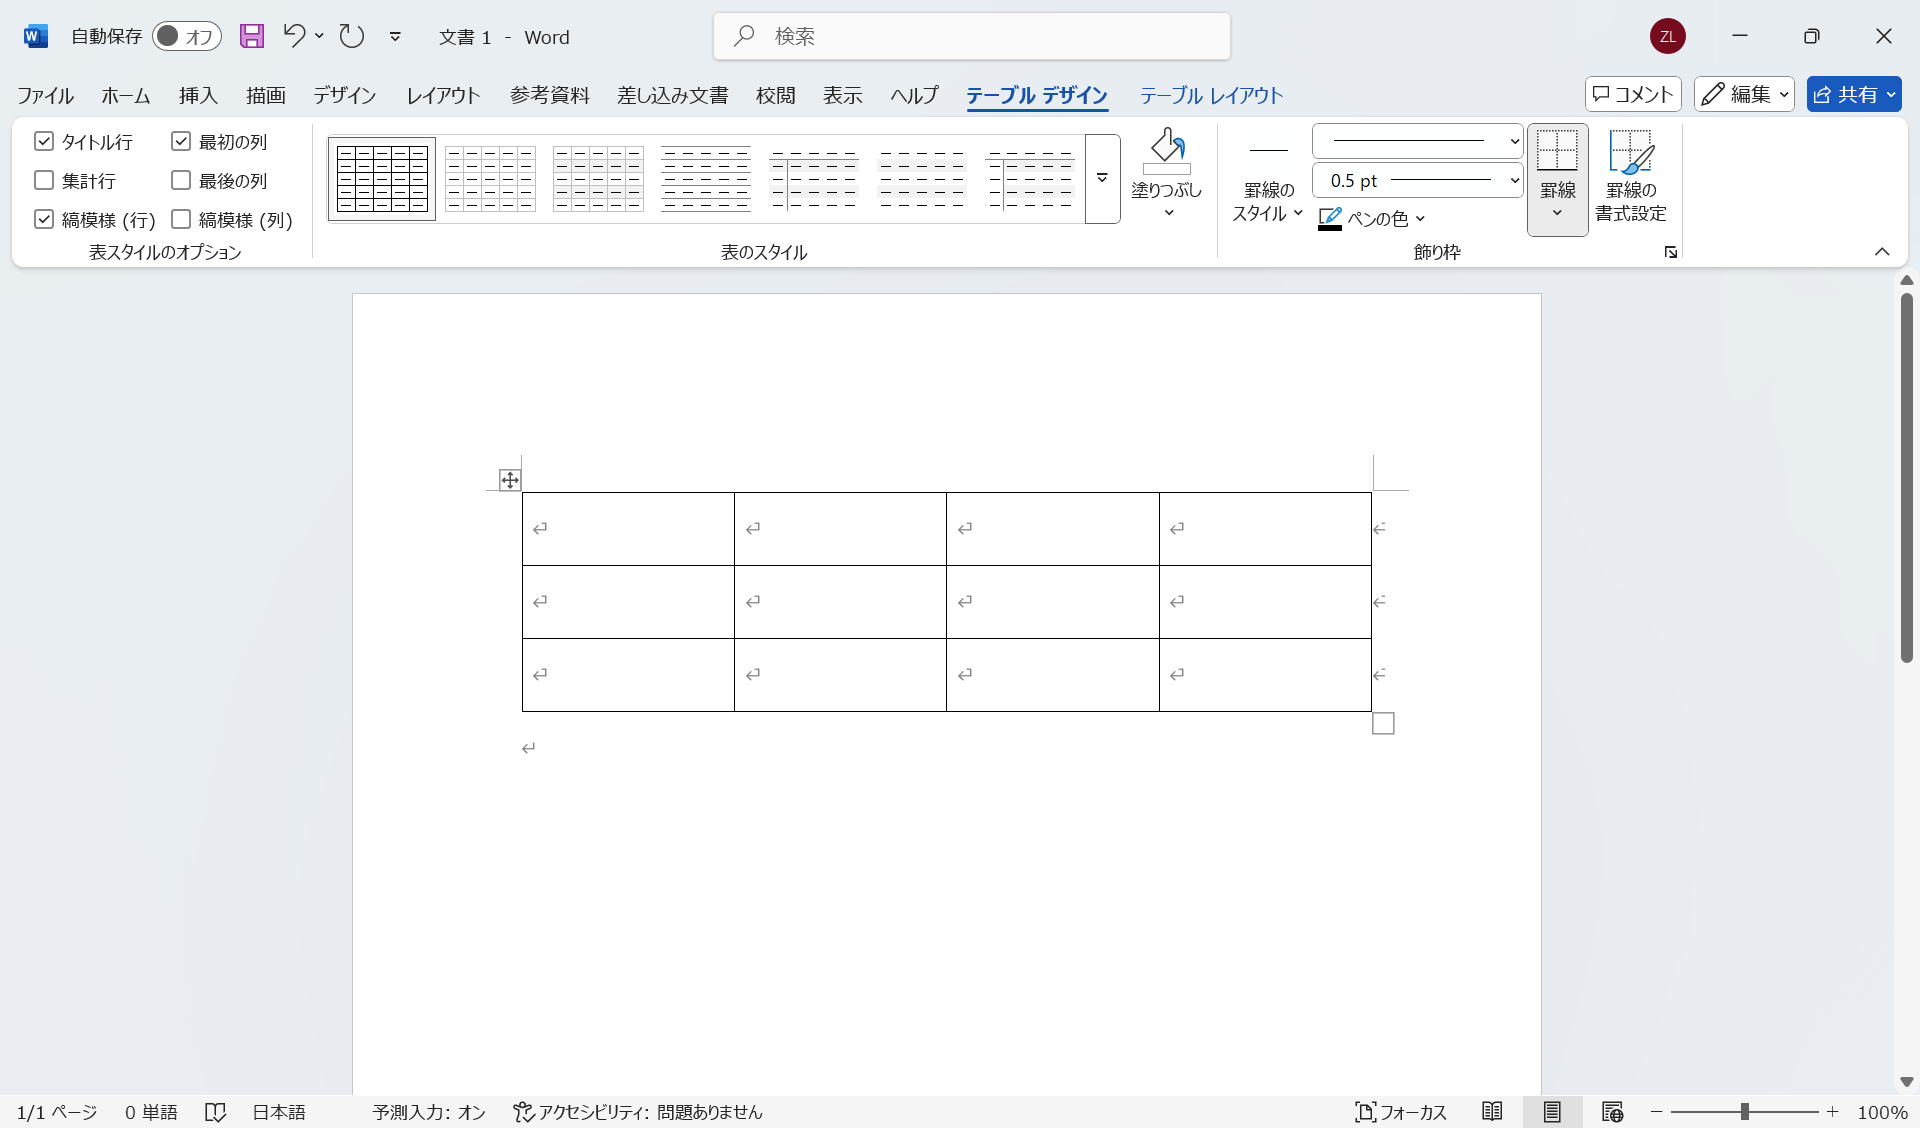 自動保存 オフ 文書 1 - Word 検索 ZL
ファイル ホーム 挿入 描画 デザイン レイアウト 参考資料 差し込み文書 校閲 表示 ヘルプ テーブル デザイン テーブル レイアウト コメント 編集 共有
タイトル行 最初の列
集計行 最後の列
縞模様 (行) 縞模様 (列)
表スタイルのオプション
表のスタイル
塗りつぶし
罫線の
スタイル
0.5 pt
ペンの色
罫線
罫線の
書式設定
飾り枠
1/1 ページ 0 単語 日本語 予測入力: オン アクセシビリティ: 問題ありません フォーカス 100%